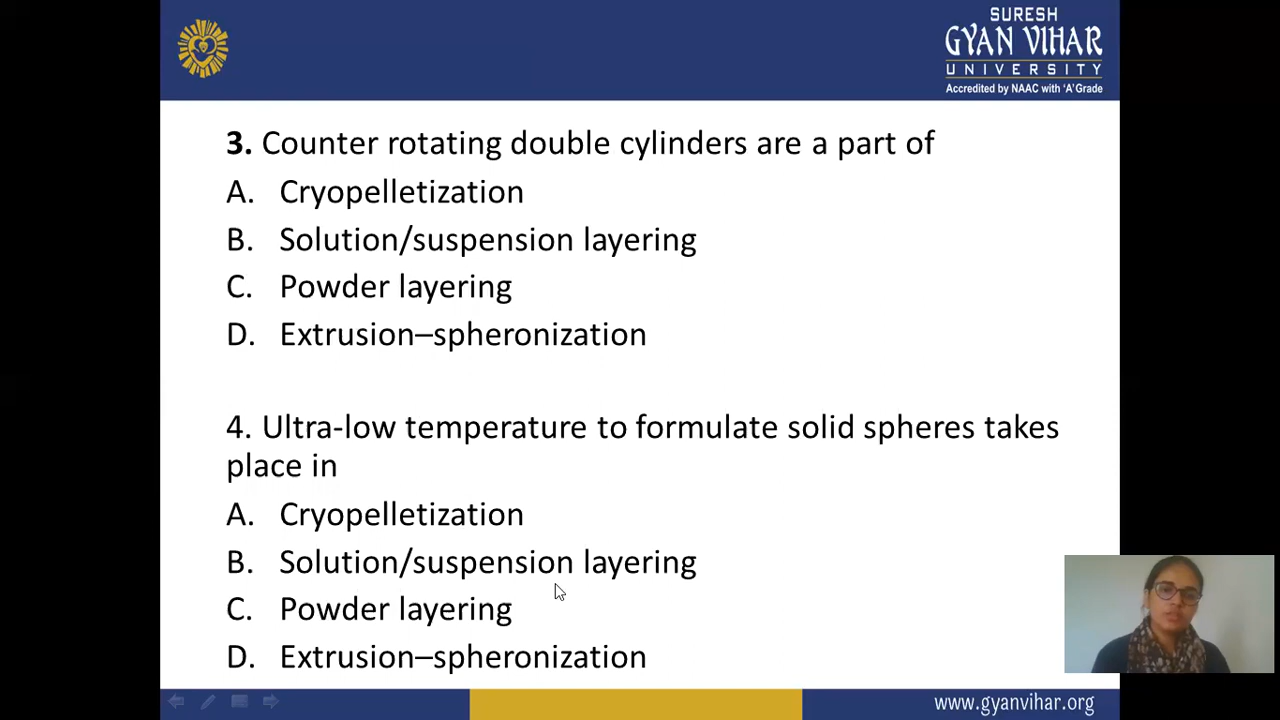 SURESH
GYAN VIHAR
UNIVERSITY
Accredited by NAAC with 'A' Grade
3. Counter rotating double cylinders are a part of
A. Cryopelletization
B. Solution/suspension layering
C. Powder layering
D. Extrusion–spheronization
4. Ultra-low temperature to formulate solid spheres takes
place in
A. Cryopelletization
B. Solution/suspension layering
C. Powder layering
D. Extrusion–spheronization
www.gyanvihar.org